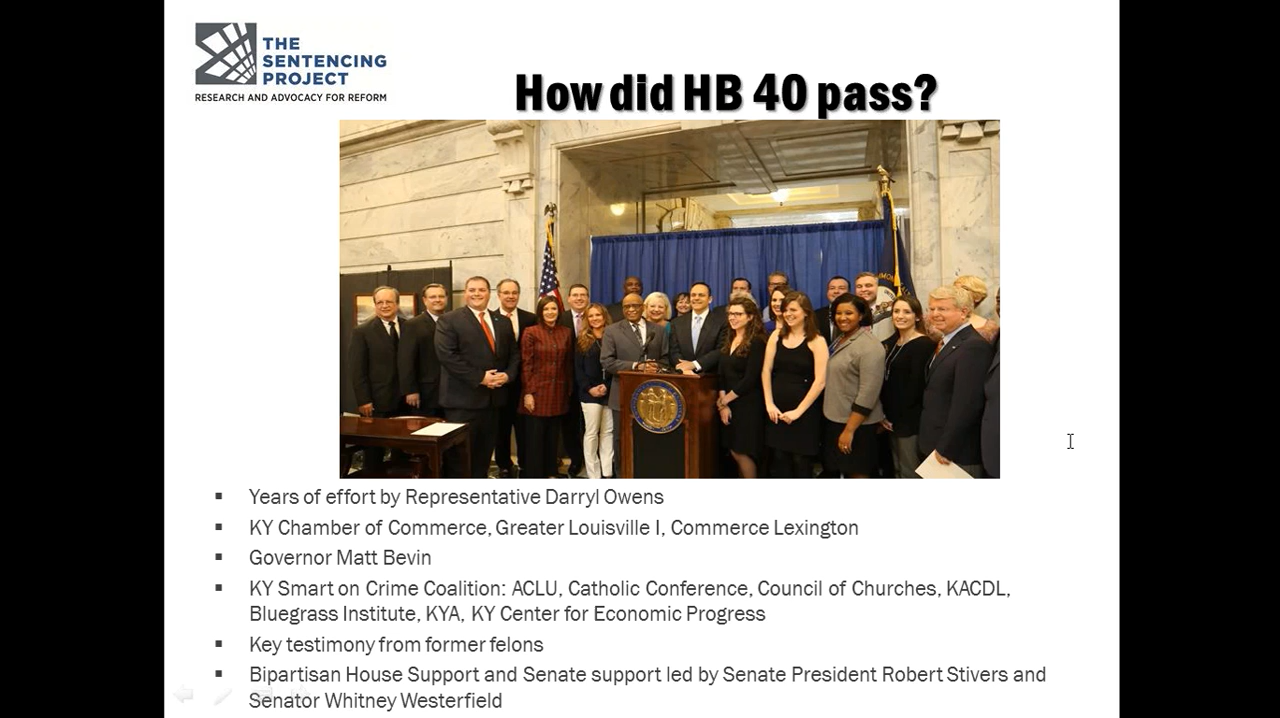 THE
SENTENCING
PROJECT
RESEARCH AND ADVOCACY FOR REFORM
How did HB 40 pass?
Years of effort by Representative Darryl Owens
KY Chamber of Commerce, Greater Louisville I, Commerce Lexington
Governor Matt Bevin
KY Smart on Crime Coalition: ACLU, Catholic Conference, Council of Churches, KACDL,
Bluegrass Institute, KYA, KY Center for Economic Progress
Key testimony from former felons
Bipartisan House Support and Senate support led by Senate President Robert Stivers and
Senator Whitney Westerfield